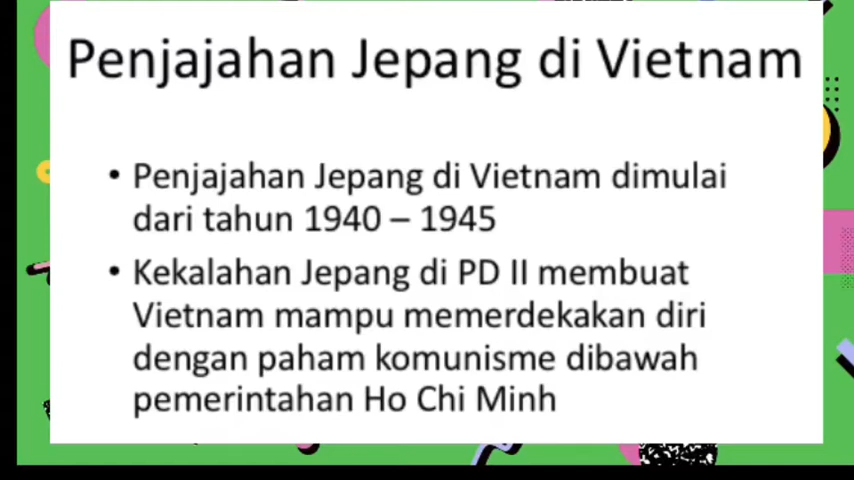 Penjajahan Jepang di Vietnam
• Penjajahan Jepang di Vietnam dimulai
dari tahun 1940 – 1945
• Kekalahan Jepang di PD II membuat
Vietnam mampu memerdekakan diri
dengan paham komunisme dibawah
pemerintahan Ho Chi Minh